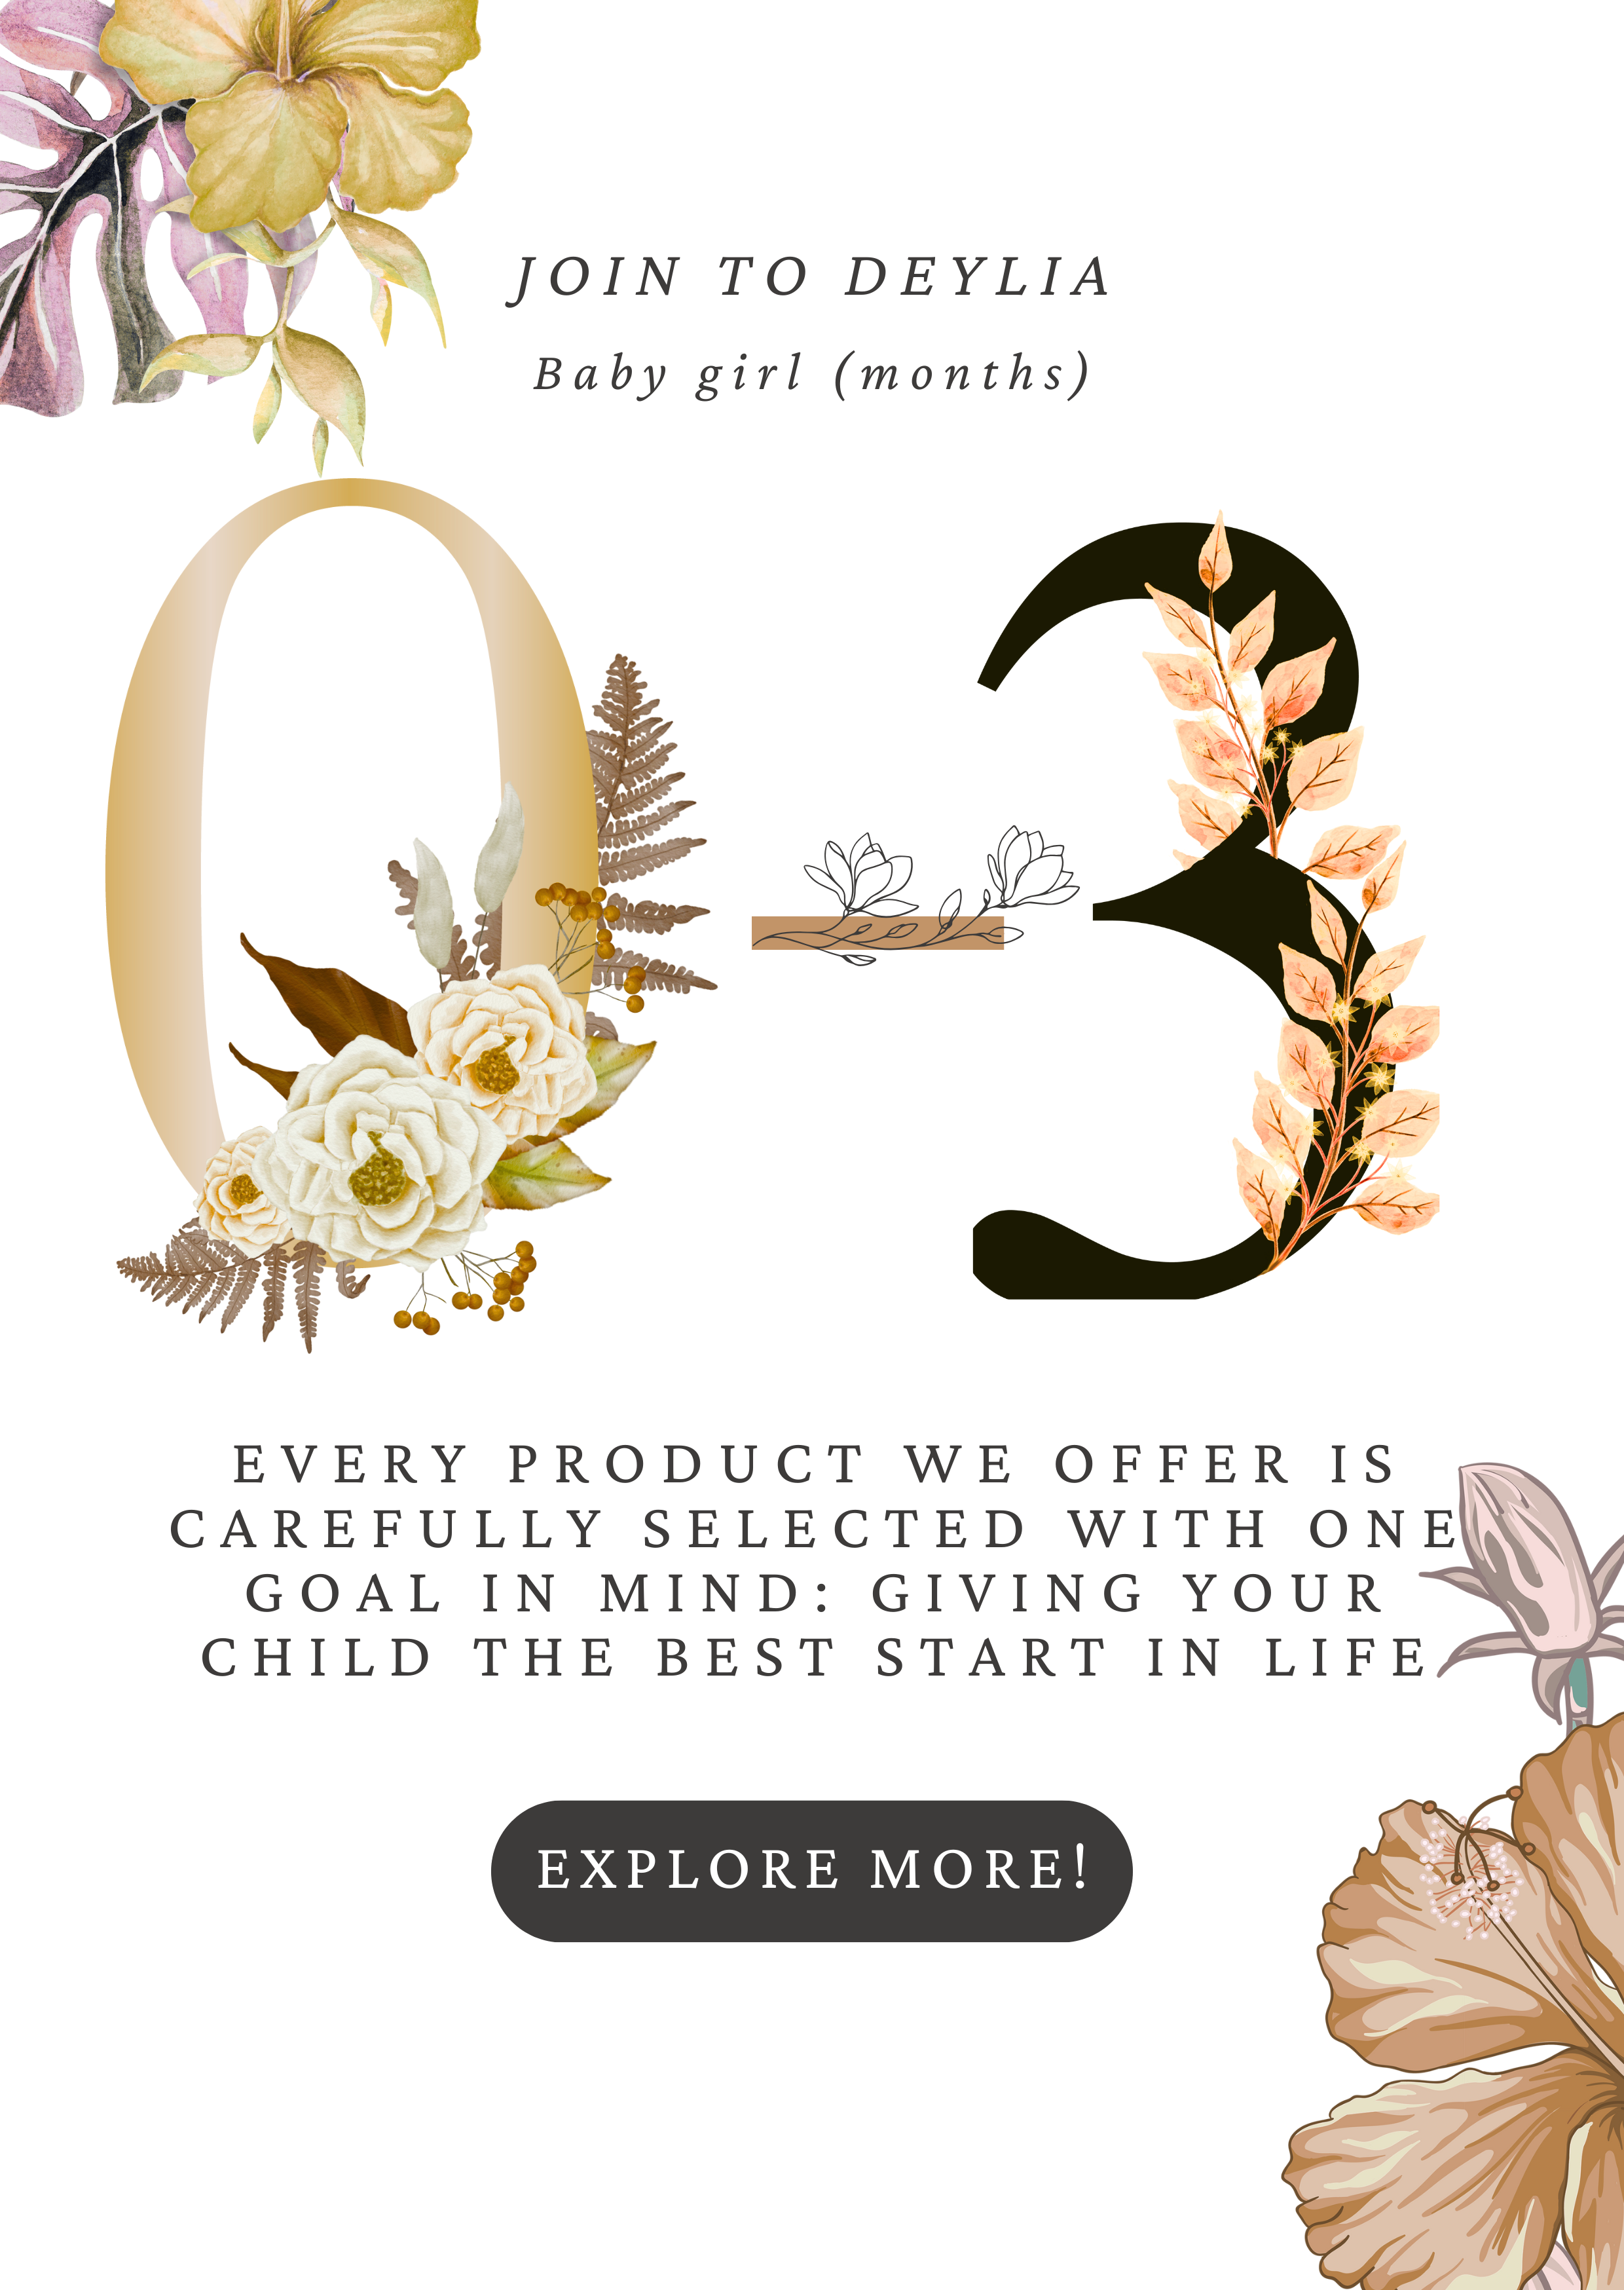 JOIN TO DEYLIA
Baby girl (months)
0-3
EVERY PRODUCT WE OFFER IS
CAREFULLY SELECTED WITH ONE
GOAL IN MIND: GIVING YOUR
CHILD THE BEST START IN LIFE
EXPLORE MORE!